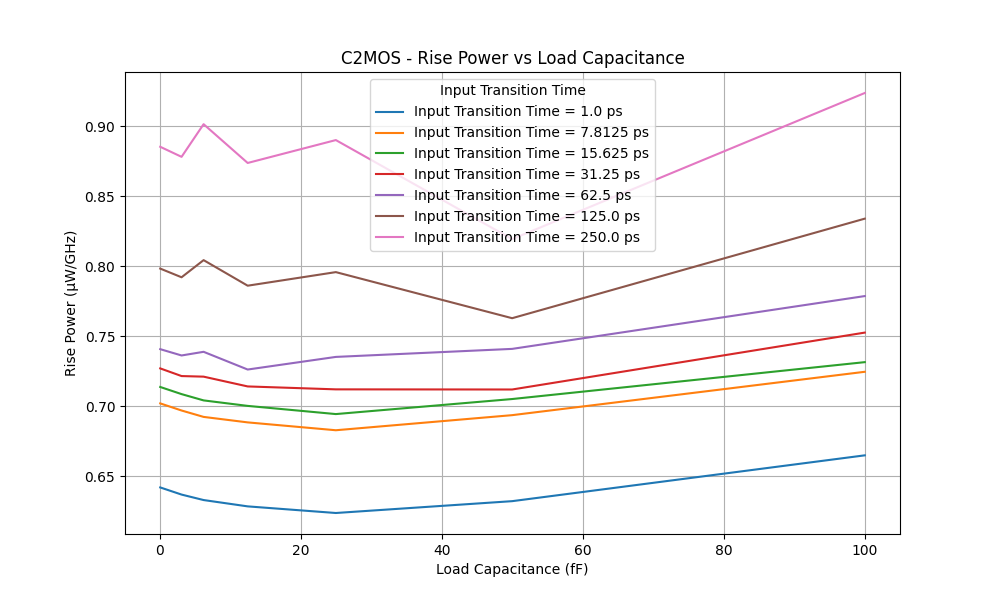 C2MOS - Rise Power vs Load Capacitance
Input Transition Time
Input Transition Time = 1.0 ps
Input Transition Time = 7.8125 ps
Input Transition Time = 15.625 ps
Input Transition Time = 31.25 ps
Input Transition Time = 62.5 ps
Input Transition Time = 125.0 ps
Input Transition Time = 250.0 ps
Rise Power (μW/GHz)
0.90
0.85
0.80
0.75
0.70
0.65
0 20 40 60 80 100
Load Capacitance (fF)